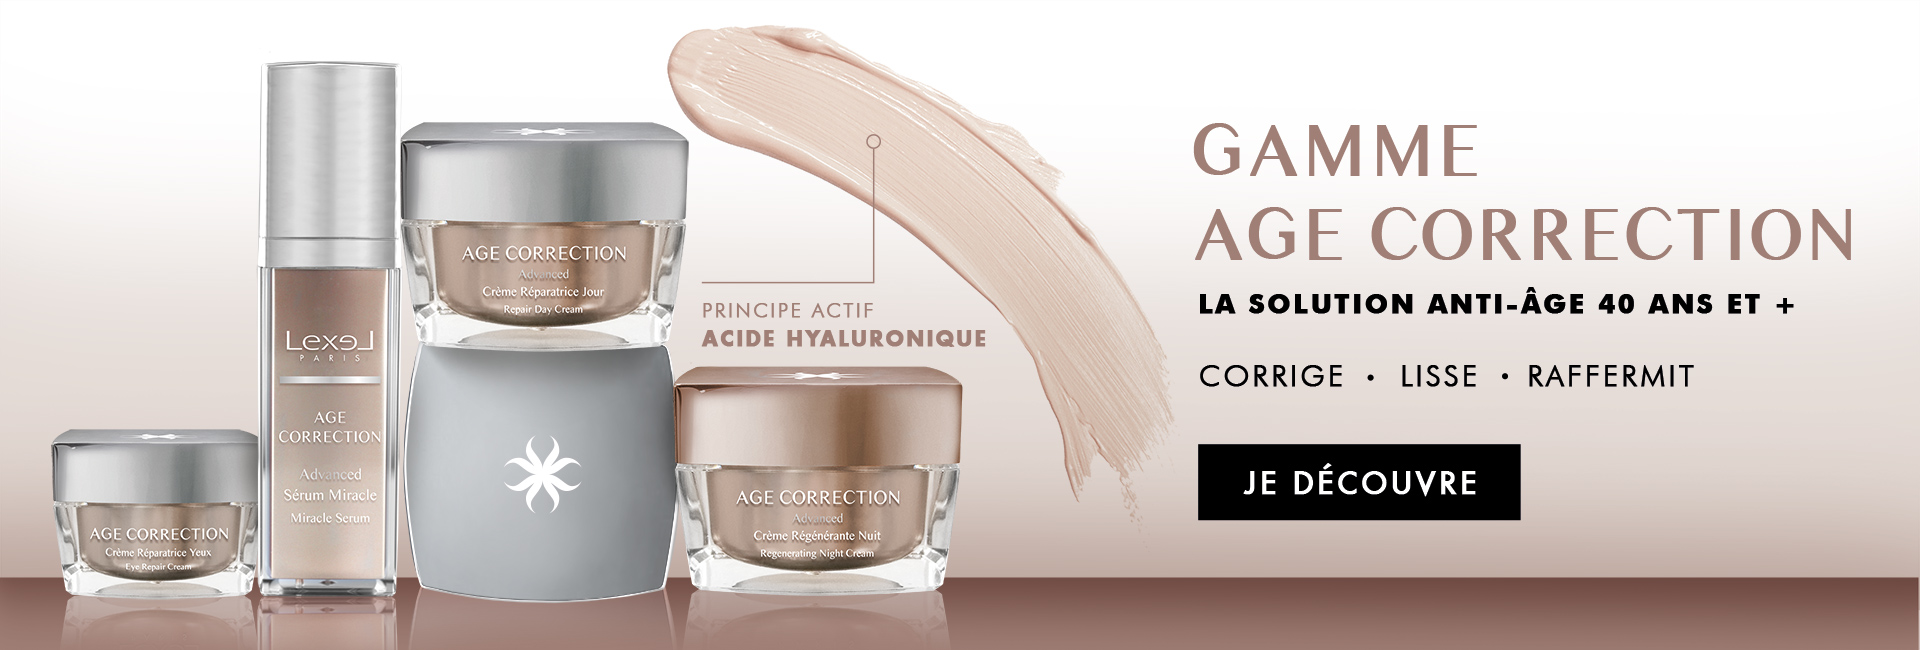 AGE CORRECTION
Crème Réparatrice Yeux
Eye Repair Cream
Lexel
PARIS
AGE
CORRECTION
Advanced
Sérum Miracle
Miracle Serum
AGE CORRECTION
Advanced
Crème Réparatrice Jour
Repair Day Cream
PRINCIPE ACTIF
ACIDE HYALURONIQUE
AGE CORRECTION
Advanced
Crème Régénérante Nuit
Regenerating Night Cream
GAMME
AGE CORRECTION
LA SOLUTION ANTI-ÂGE 40 ANS ET +
CORRIGE • LISSE • RAFFERMIT
JE DÉCOUVRE